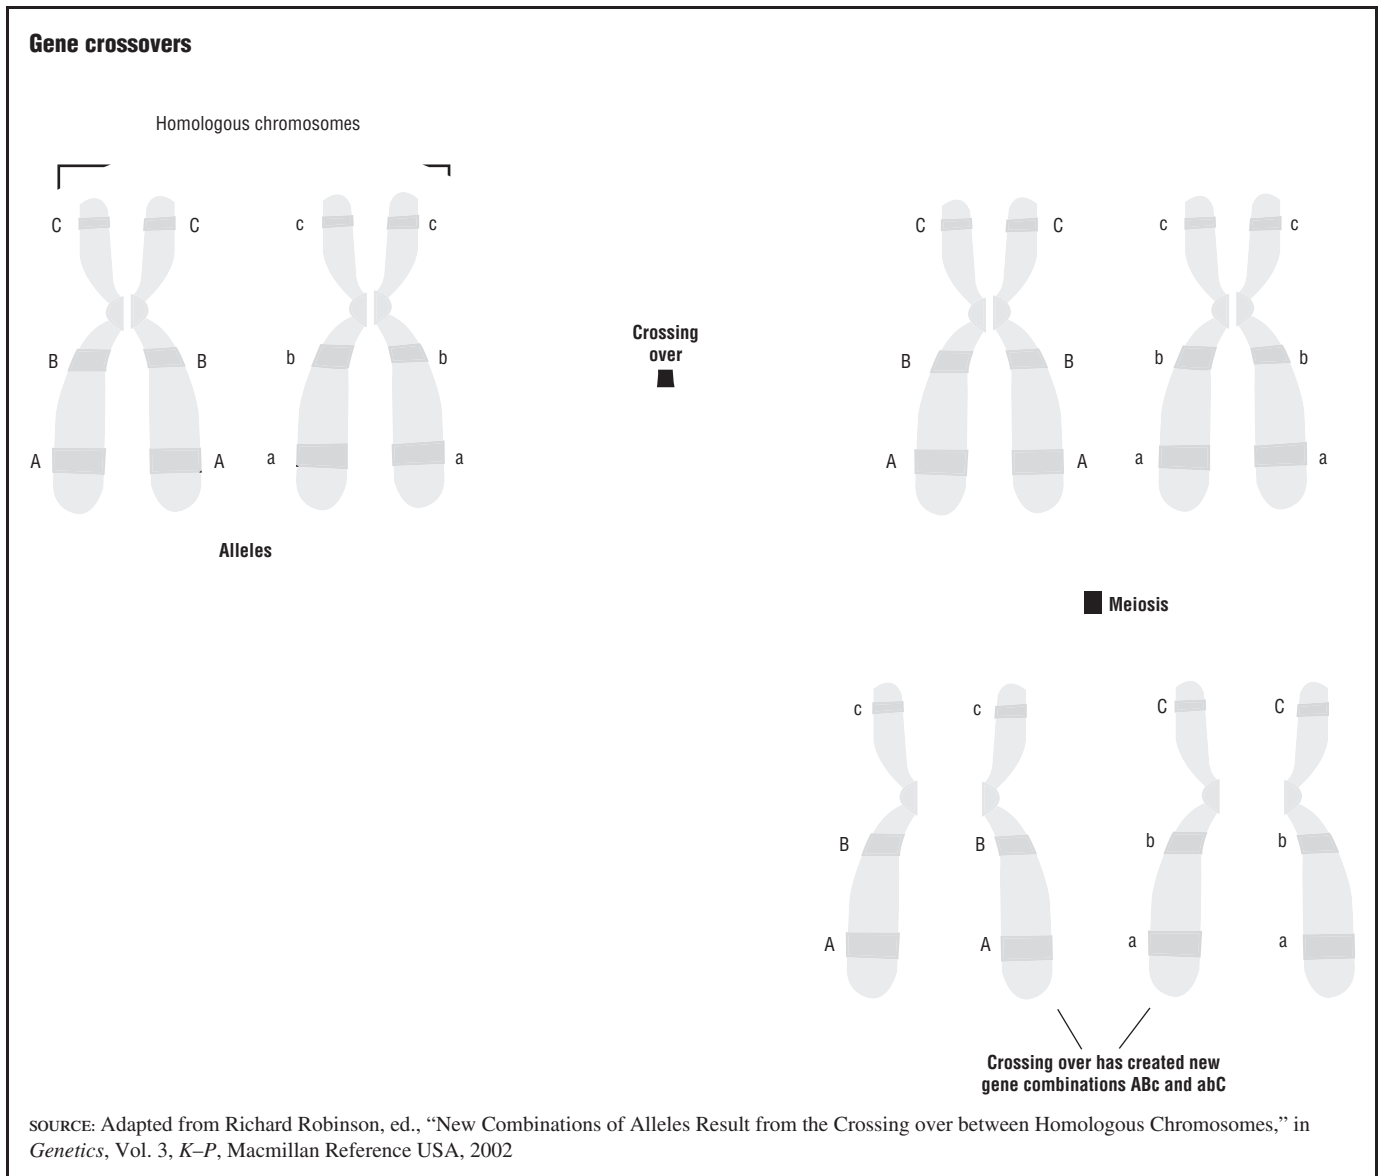 Gene crossovers
Homologous chromosomes
C C c c
B B b b
A A a a
Alleles
Crossing
over
C C c c
B B b b
A A a a
Meiosis
c c C C
B B b b
A A a a
Crossing over has created new
gene combinations ABc and abC
SOURCE: Adapted from Richard Robinson, ed., “New Combinations of Alleles Result from the Crossing over between Homologous Chromosomes,” in
Genetics, Vol. 3, K–P, Macmillan Reference USA, 2002